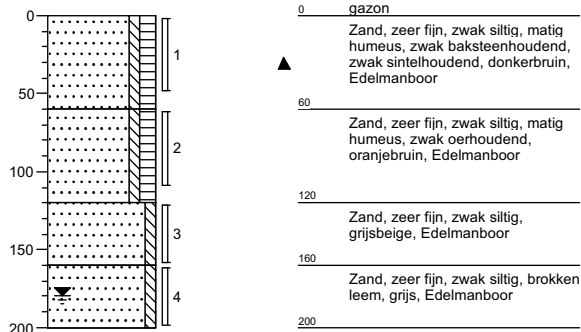 0
50
100
150
200
1
2
3
4
0
gazon
Zand, zeer fijn, zwak siltig, matig
humeus, zwak baksteenhoudend,
zwak sintelhoudend, donkerbruin,
Edelmanboor
60
Zand, zeer fijn, zwak siltig, matig
humeus, zwak oerhoudend,
oranjebruin, Edelmanboor
120
Zand, zeer fijn, zwak siltig,
grijsbeige, Edelmanboor
160
Zand, zeer fijn, zwak siltig, brokken
leem, grijs, Edelmanboor
200